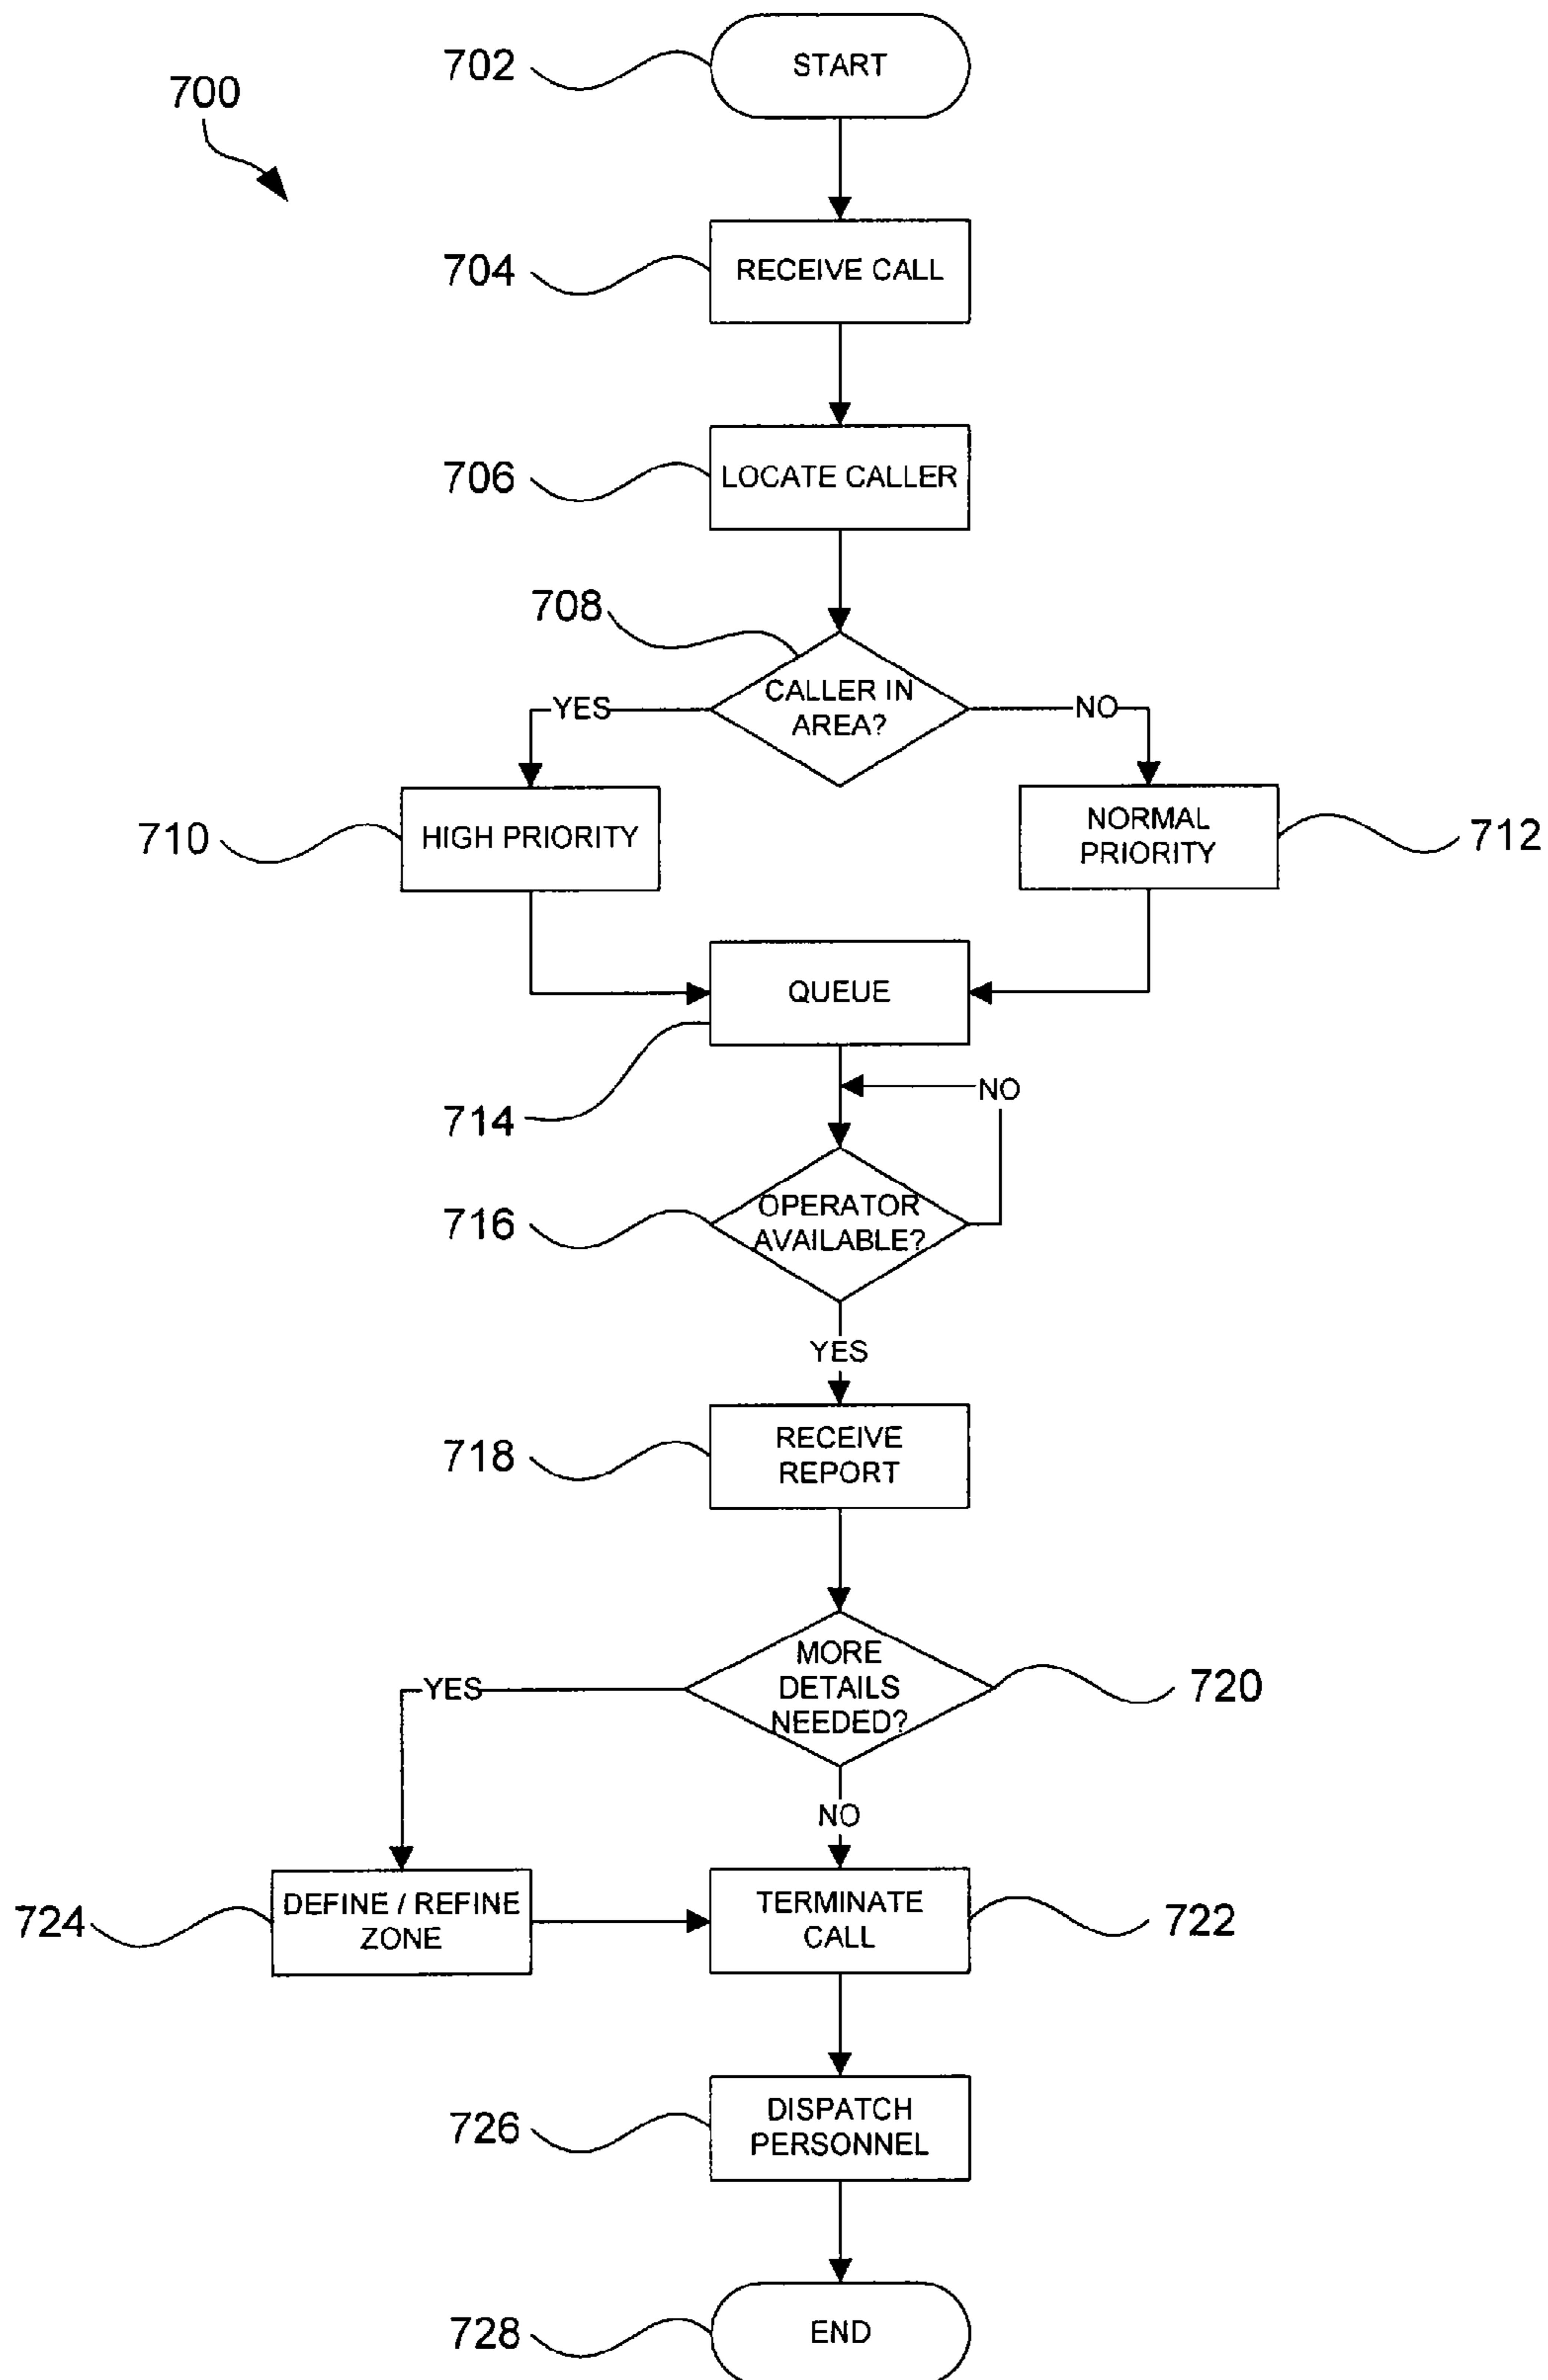 702
START
700
704
RECEIVE CALL
706
LOCATE CALLER
708
CALLER IN
AREA?
YES
NO
710
HIGH PRIORITY
NORMAL
PRIORITY
712
QUEUE
714
NO
716
OPERATOR
AVAILABLE?
YES
718
RECEIVE
REPORT
MORE
DETAILS
NEEDED?
720
YES
NO
724
DEFINE / REFINE
ZONE
TERMINATE
CALL
722
726
DISPATCH
PERSONNEL
728
END